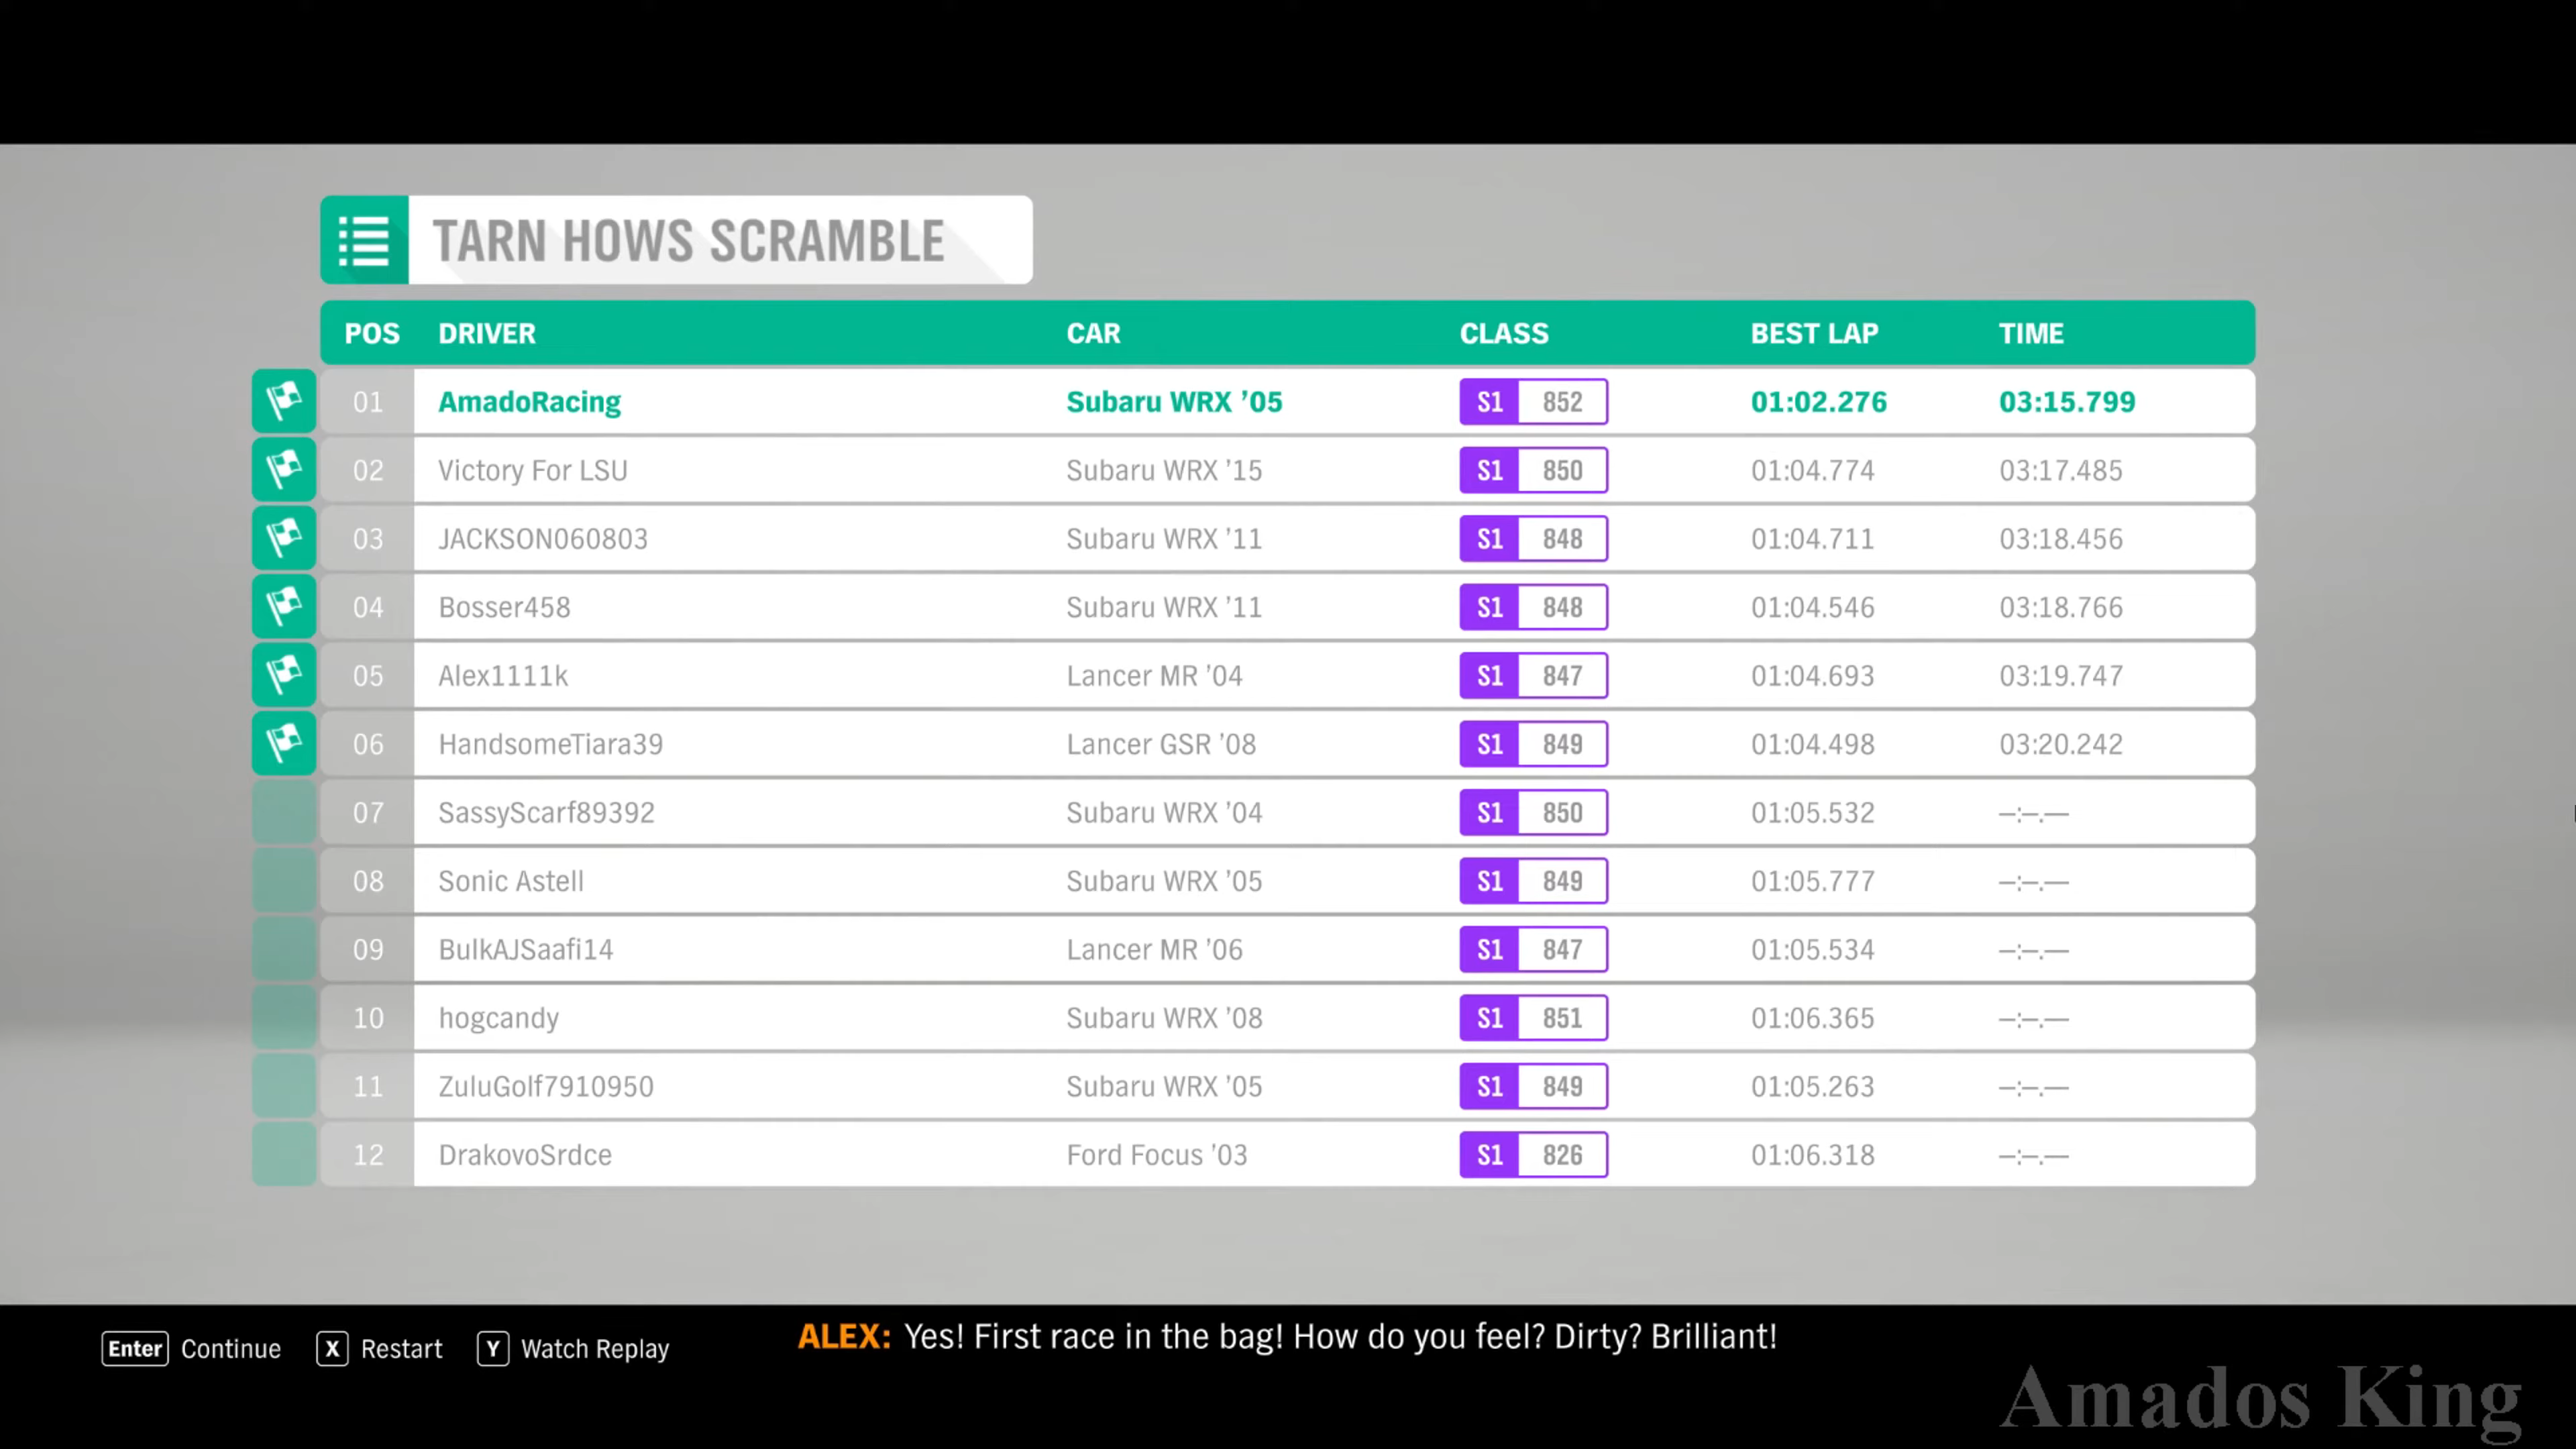 TARN HOWS SCRAMBLE
POS DRIVER CAR CLASS BEST LAP TIME
01 AmadoRacing Subaru WRX ’05 S1 852 01:02.276 03:15.799
02 Victory For LSU Subaru WRX ’15 S1 850 01:04.774 03:17.485
03 JACKSON060803 Subaru WRX ’11 S1 848 01:04.711 03:18.456
04 Bosser458 Subaru WRX ’11 S1 848 01:04.546 03:18.766
05 Alex1111k Lancer MR ’04 S1 847 01:04.693 03:19.747
06 HandsomeTiara39 Lancer GSR ’08 S1 849 01:04.498 03:20.242
07 SassyScarf89392 Subaru WRX ’04 S1 850 01:05.532 —:—.—
08 Sonic Astell Subaru WRX ’05 S1 849 01:05.777 —:—.—
09 BulkAJSaafi14 Lancer MR ’06 S1 847 01:05.534 —:—.—
10 hogcandy Subaru WRX ’08 S1 851 01:06.365 —:—.—
11 ZuluGolf7910950 Subaru WRX ’05 S1 849 01:05.263 —:—.—
12 DrakovoSrdce Ford Focus ’03 S1 826 01:06.318 —:—.—
Enter Continue X Restart Y Watch Replay
ALEX: Yes! First race in the bag! How do you feel? Dirty? Brilliant!
Amados King